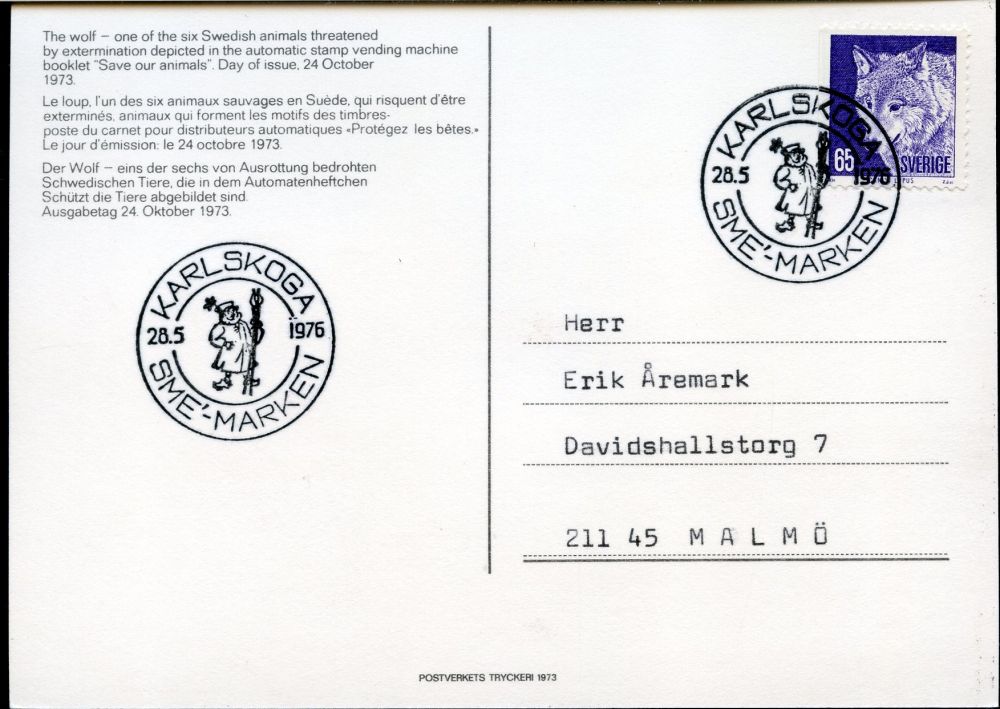 The wolf – one of the six Swedish animals threatened
by extermination depicted in the automatic stamp vending machine
booklet "Save our animals". Day of issue, 24 October
1973.
Le loup, l'un des six animaux sauvages en Suède, qui risquent d'être
exterminés, animaux qui forment les motifs des timbres-
poste du carnet pour distributeurs automatiques «Protégez les bêtes.»
Le jour d'émission: le 24 octobre 1973.
Der Wolf – eins der sechs von Ausrottung bedrohten
Schwedischen Tiere, die in dem Automatenheftchen
Schützt die Tiere abgebildet sind.
Ausgabetag 24. Oktober 1973.
KARLSKOGA
28.5 1976
SME'-MARKEN
65 SVERIGE
KARLSKOGA
28.5 1976
SME'-MARKEN
Herr
Erik Åremark
Davidshallstorg 7
211 45 MALMÖ
POSTVERKETS TRYCKERI 1973